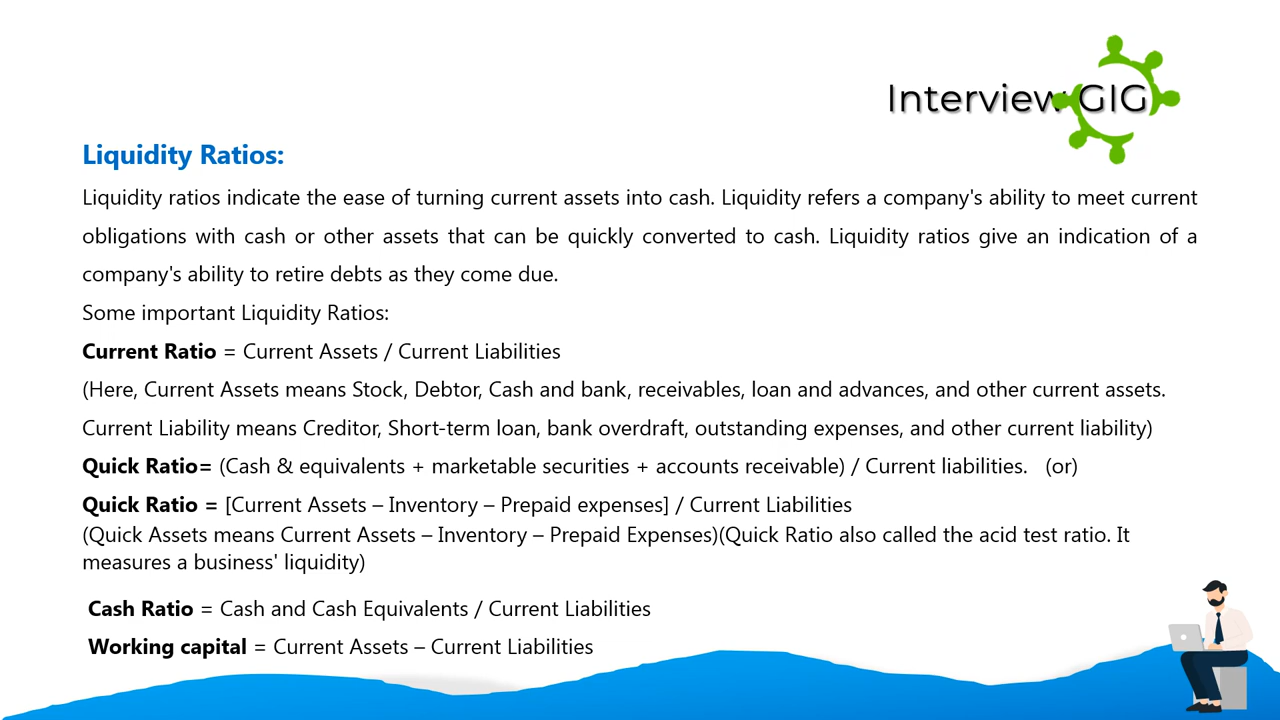 Interview GIG
Liquidity Ratios:
Liquidity ratios indicate the ease of turning current assets into cash. Liquidity refers a company's ability to meet current
obligations with cash or other assets that can be quickly converted to cash. Liquidity ratios give an indication of a
company's ability to retire debts as they come due.
Some important Liquidity Ratios:
Current Ratio = Current Assets / Current Liabilities
(Here, Current Assets means Stock, Debtor, Cash and bank, receivables, loan and advances, and other current assets.
Current Liability means Creditor, Short-term loan, bank overdraft, outstanding expenses, and other current liability)
Quick Ratio= (Cash & equivalents + marketable securities + accounts receivable) / Current liabilities. (or)
Quick Ratio = [Current Assets – Inventory – Prepaid expenses] / Current Liabilities
(Quick Assets means Current Assets – Inventory – Prepaid Expenses)(Quick Ratio also called the acid test ratio. It
measures a business' liquidity)
Cash Ratio = Cash and Cash Equivalents / Current Liabilities
Working capital = Current Assets – Current Liabilities